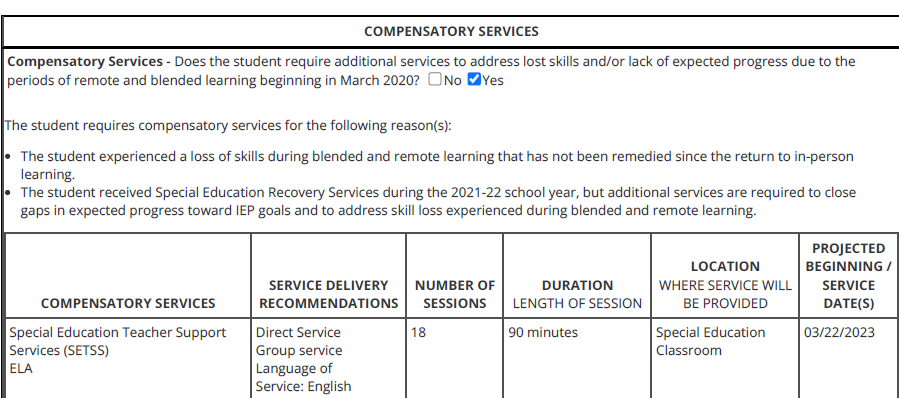 COMPENSATORY SERVICES
Compensatory Services - Does the student require additional services to address lost skills and/or lack of expected progress due to the
periods of remote and blended learning beginning in March 2020? No Yes
The student requires compensatory services for the following reason(s):
• The student experienced a loss of skills during blended and remote learning that has not been remedied since the return to in-person
learning.
• The student received Special Education Recovery Services during the 2021-22 school year, but additional services are required to close
gaps in expected progress toward IEP goals and to address skill loss experienced during blended and remote learning.
COMPENSATORY SERVICES
SERVICE DELIVERY
RECOMMENDATIONS
NUMBER OF
SESSIONS
DURATION
LENGTH OF SESSION
LOCATION
WHERE SERVICE WILL
BE PROVIDED
PROJECTED
BEGINNING /
SERVICE
DATE(S)
Special Education Teacher Support
Services (SETSS)
ELA
Direct Service
Group service
Language of
Service: English
18
90 minutes
Special Education
Classroom
03/22/2023